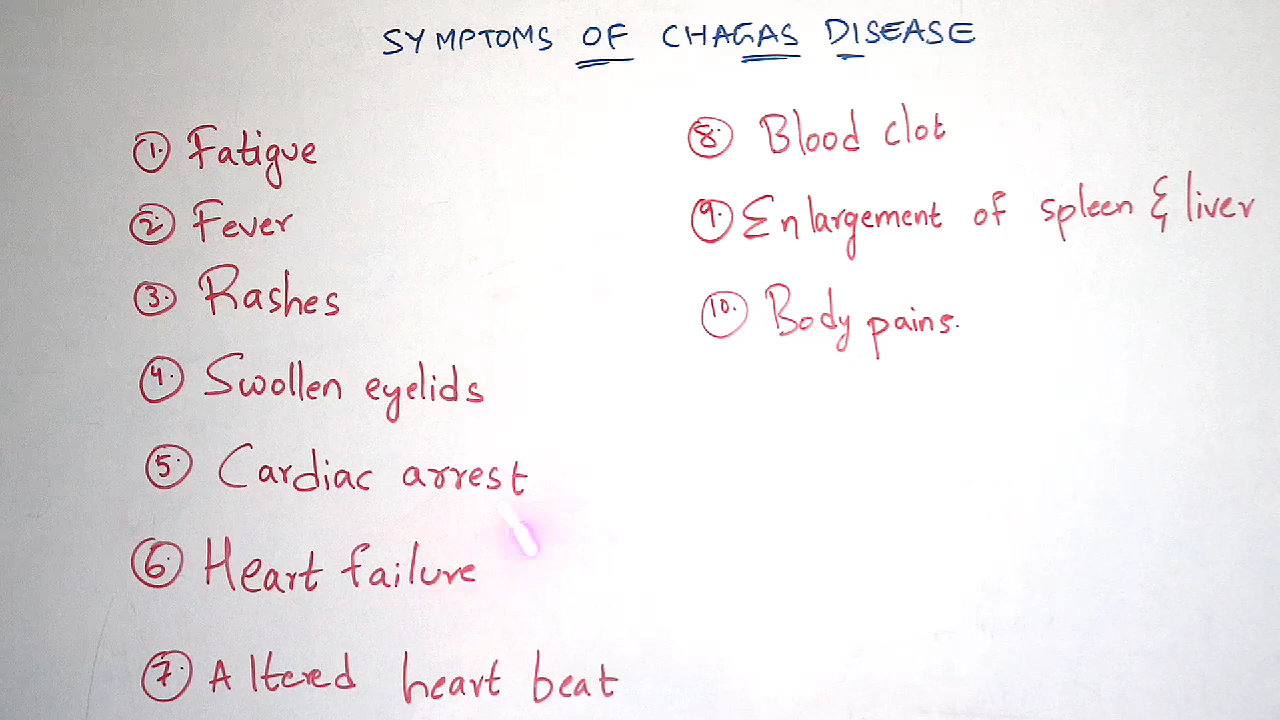 SYMPTOMS OF CHAGAS DISEASE
1. Fatigue
2. Fever
3. Rashes
4. Swollen eyelids
5. Cardiac arrest
6. Heart failure
7. Altered heart beat
8. Blood clot
9. Enlargement of spleen & liver
10. Body pains.